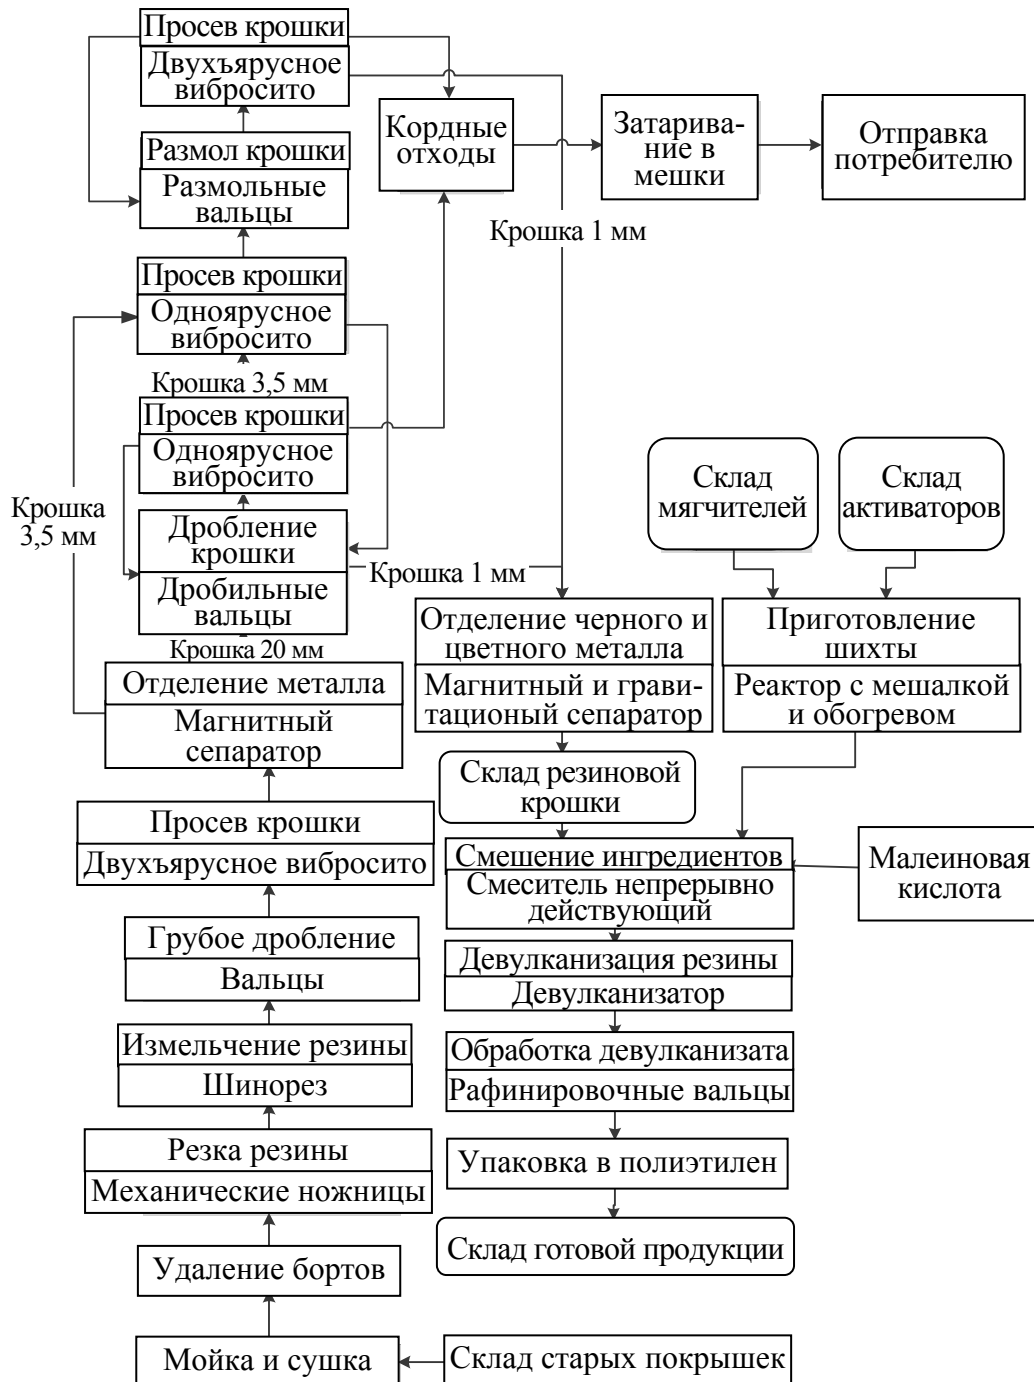 Просев крошки
Двухъярусное
вибросито
Размол крошки
Размольные
вальцы
Просев крошки
Одноярусное
вибросито
Крошка 3,5 мм
Просев крошки
Одноярусное
вибросито
Крошка
3,5 мм
Дробление
крошки
Дробильные
вальцы
Крошка 20 мм
Отделение металла
Магнитный
сепаратор
Просев крошки
Двухъярусное вибросито
Грубое дробление
Вальцы
Измельчение резины
Шинорез
Резка резины
Механические ножницы
Удаление бортов
Мойка и сушка
Склад старых покрышек
Кордные
отходы
Затарива-
ние в
мешки
Отправка
потребителю
Крошка 1 мм
Крошка 1 мм
Склад
мягчителей
Склад
активаторов
Отделение черного и
цветного металла
Магнитный и грави-
тационый сепаратор
Приготовление
шихты
Реактор с мешалкой
и обогревом
Склад резиновой
крошки
Смешение ингредиентов
Смеситель непрерывно
действующий
Малеиновая
кислота
Девулканизация резины
Девулканизатор
Обработка девулканизата
Рафинировочные вальцы
Упаковка в полиэтилен
Склад готовой продукции